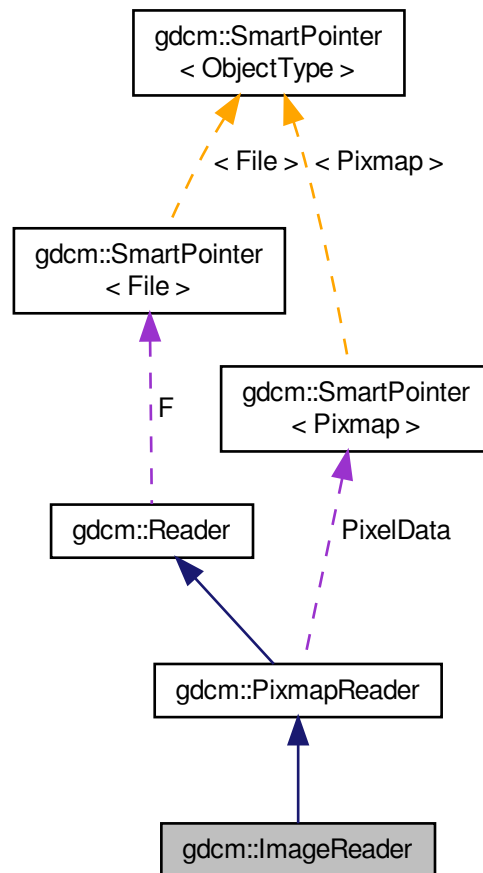 gdcm::SmartPointer
< ObjectType >
< File >
< Pixmap >
gdcm::SmartPointer
< File >
gdcm::SmartPointer
< Pixmap >
F
gdcm::Reader
PixelData
gdcm::PixmapReader
gdcm::ImageReader